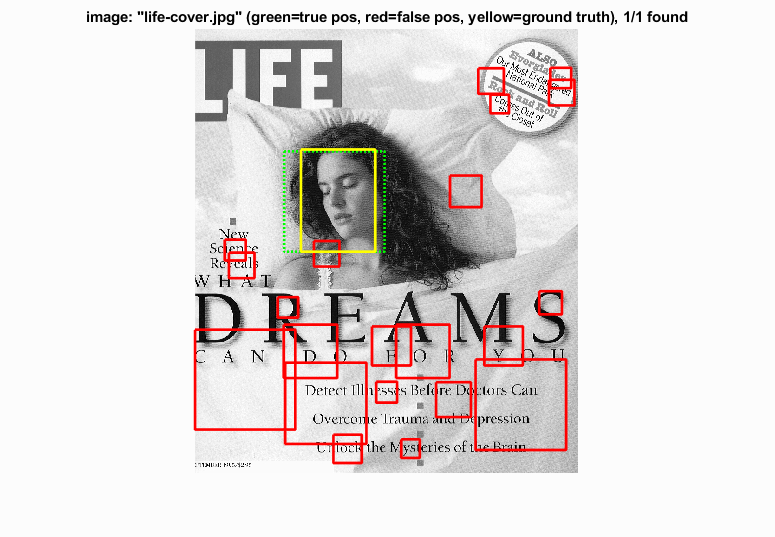 image: "life-cover.jpg" (green=true pos, red=false pos, yellow=ground truth), 1/1 found
LIFE
ALSO
Everglades
Our Most Endangered
National Park
Rock and Roll
Comes Out of
the Closet
New
Science
Reveals
WHAT
DREAMS
CAN DO FOR YOU
Detect Illnesses Before Doctors Can
Overcome Trauma and Depression
Unlock the Mysteries of the Brain